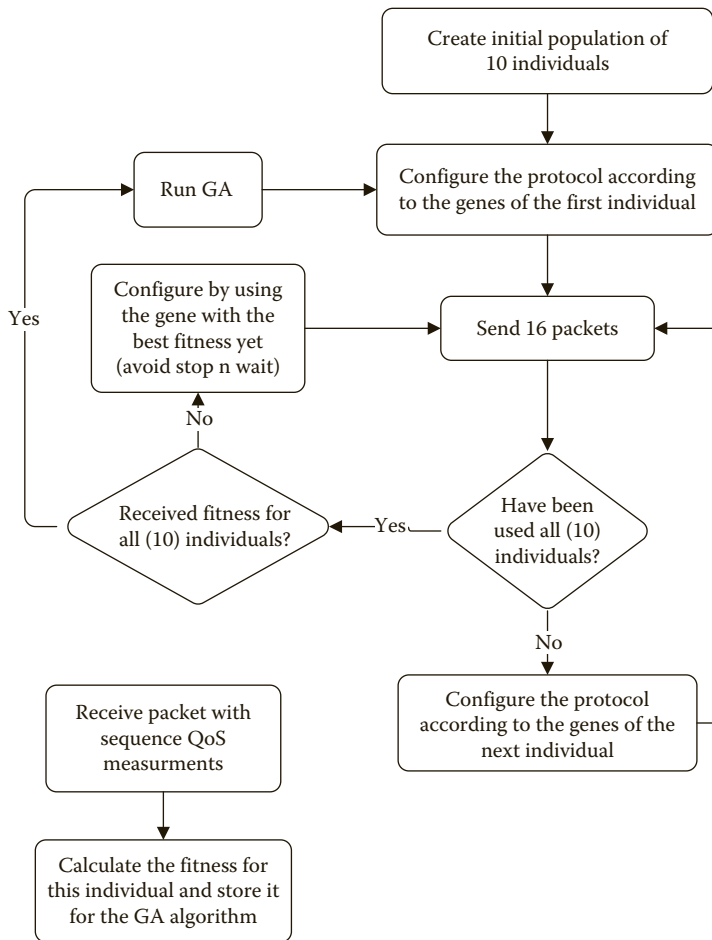 Create initial population of
10 individuals
Run GA
Configure the protocol according
to the genes of the first individual
Yes
Configure by using
the gene with the
best fitness yet
(avoid stop n wait)
Send 16 packets
No
Received fitness for
all (10) individuals?
Yes
Have been
used all (10)
individuals?
No
Receive packet with
sequence QoS
measurments
Configure the protocol
according to the genes of the
next individual
Calculate the fitness for
this individual and store it
for the GA algorithm